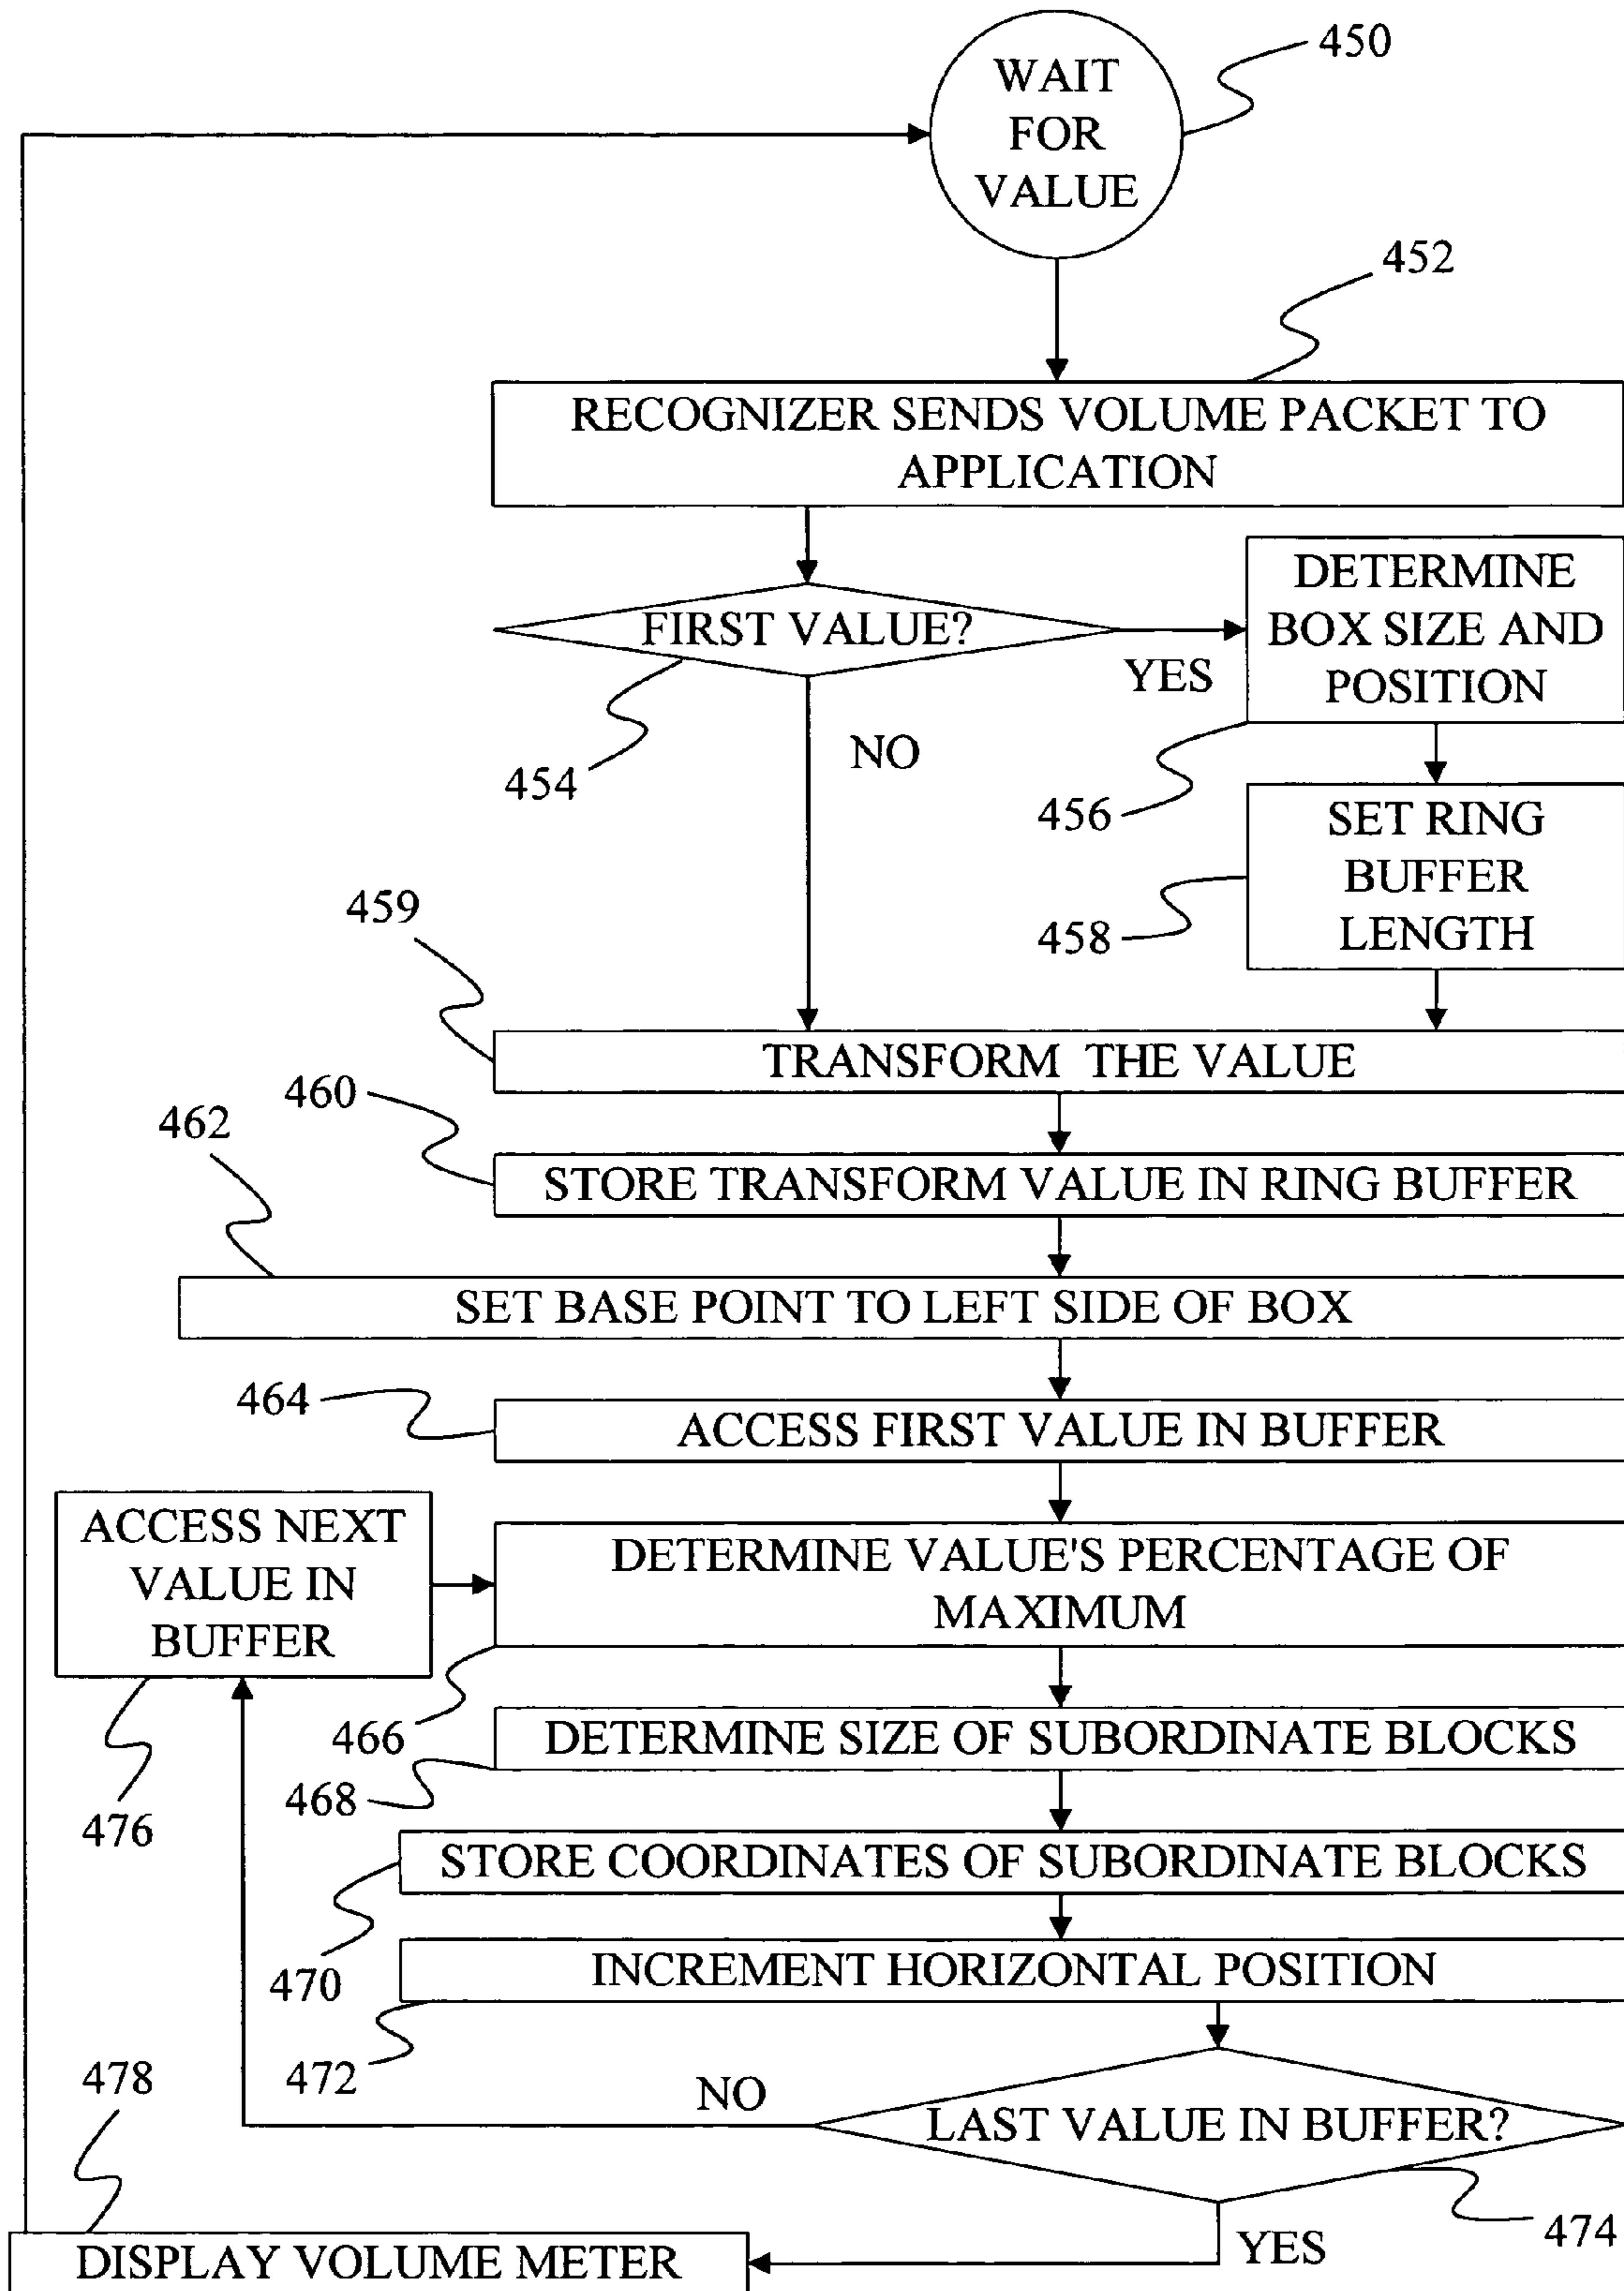 450
WAIT
FOR
VALUE
452
RECOGNIZER SENDS VOLUME PACKET TO
APPLICATION
FIRST VALUE?
YES
NO
454
DETERMINE
BOX SIZE AND
POSITION
456
SET RING
BUFFER
LENGTH
458
459
TRANSFORM THE VALUE
460
STORE TRANSFORM VALUE IN RING BUFFER
462
SET BASE POINT TO LEFT SIDE OF BOX
464
ACCESS FIRST VALUE IN BUFFER
ACCESS NEXT
VALUE IN
BUFFER
476
DETERMINE VALUE'S PERCENTAGE OF
MAXIMUM
466
DETERMINE SIZE OF SUBORDINATE BLOCKS
468
STORE COORDINATES OF SUBORDINATE BLOCKS
470
INCREMENT HORIZONTAL POSITION
472
NO
LAST VALUE IN BUFFER?
474
YES
478
DISPLAY VOLUME METER